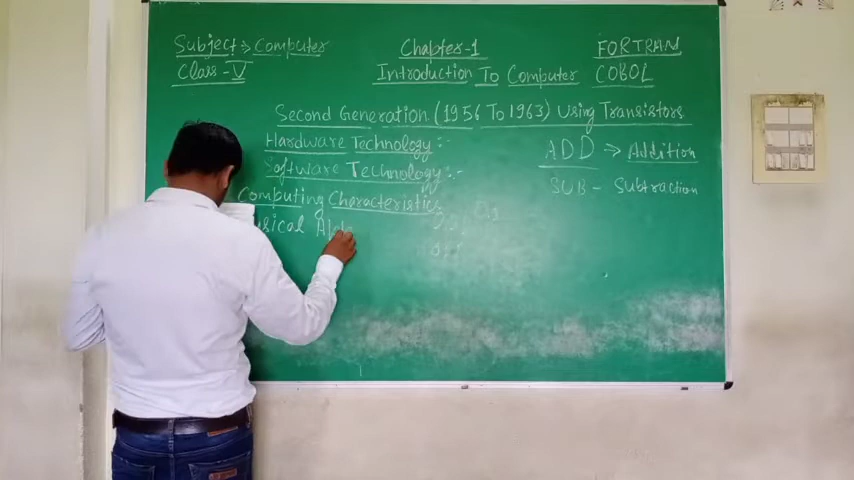 Subject → Computer
Class - V
Chapter-1
Introduction To Computer
FORTRAN
COBOL
Second Generation (1956 To 1963) Using Transistors
Hardware Technology :-
Software Technology :-
Computing Characteristics
ADD → Addition
SUB - Subtraction